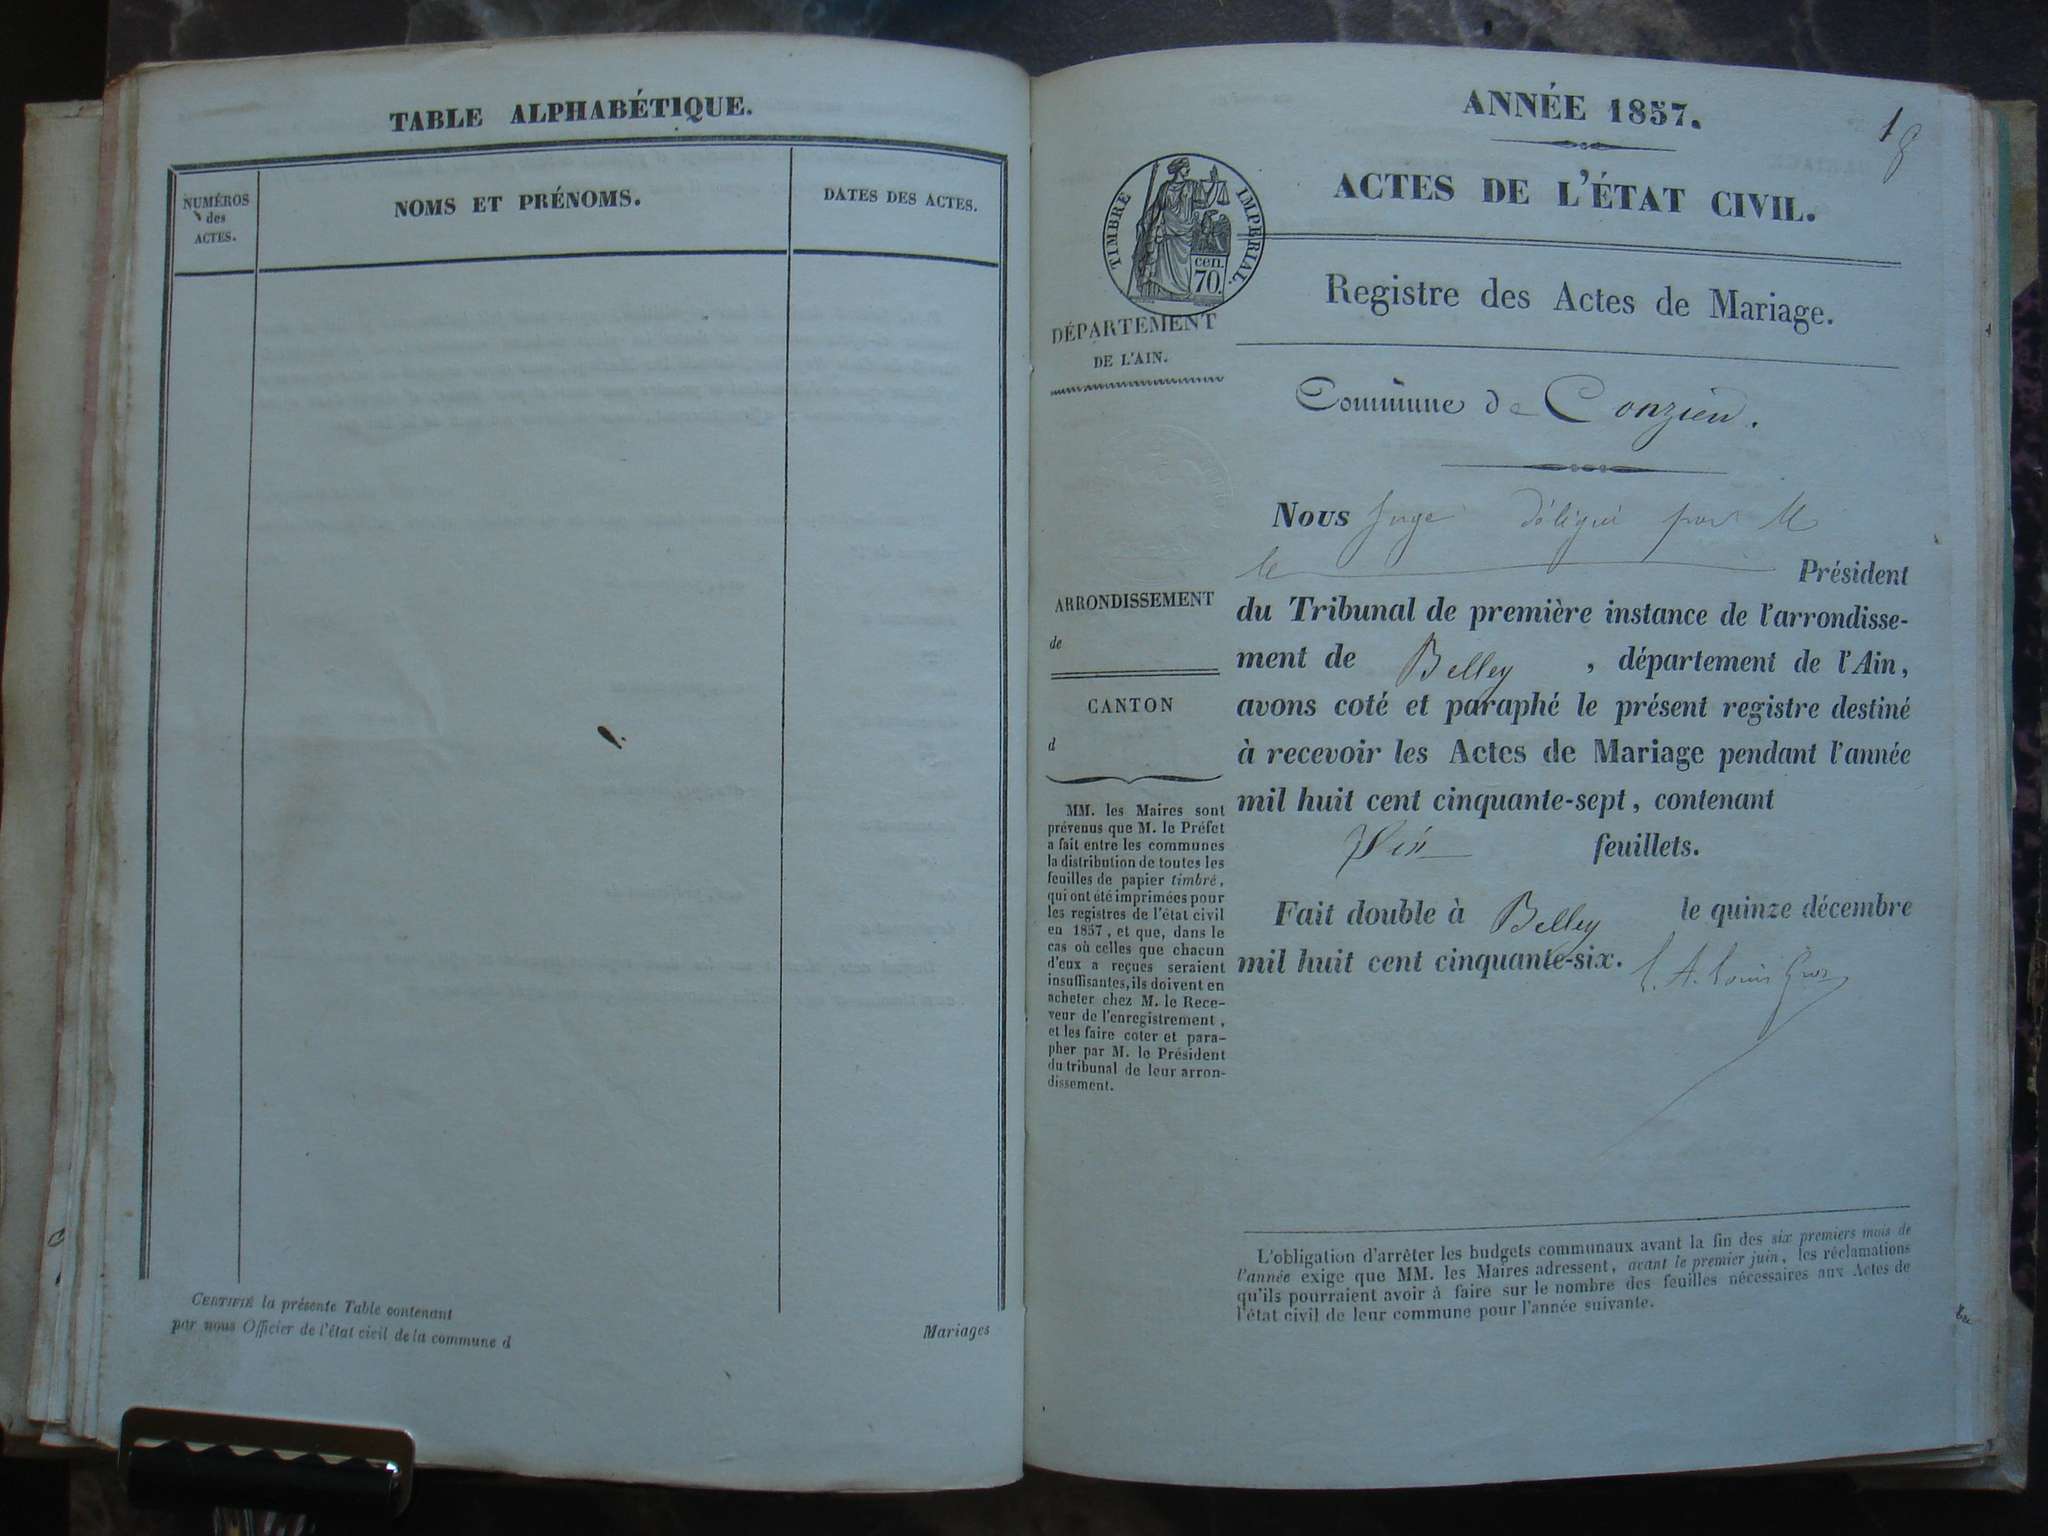 TABLE ALPHABÉTIQUE.
NUMÉROS
des
ACTES.
NOMS ET PRÉNOMS.
DATES DES ACTES.
CERTIFIÉ la présente Table contenant
Mariages
par nous Officier de l'état civil de la commune d
ANNÉE 1857.
1
ACTES DE L'ÉTAT CIVIL.
TIMBRE IMPÉRIAL.
cen.
70.
Registre des Actes de Mariage.
DÉPARTEMENT
DE L'AIN.
Commune de Conzieu.
Nous Juge délégué par M
le Président
ARRONDISSEMENT
de
CANTON
d
du Tribunal de première instance de l'arrondisse-
ment de Belley, département de l'Ain,
avons coté et paraphé le présent registre destiné
à recevoir les Actes de Mariage pendant l'année
mil huit cent cinquante-sept, contenant
feuillets.
Fait double à Belley le quinze décembre
mil huit cent cinquante-six.
MM. les Maires sont
prévenus que M. le Préfet
a fait entre les communes
la distribution de toutes les
feuilles de papier timbré,
qui ont été imprimées pour
les registres de l'état civil
en 1857, et que, dans le
cas où celles que chacun
d'eux a reçues seraient
insuffisantes, ils doivent en
acheter chez M. le Rece-
veur de l'enregistrement,
et les faire coter et para-
pher par M. le Président
du tribunal de leur arron-
dissement.
L'obligation d'arrêter les budgets communaux avant la fin des six premiers mois de
l'année exige que MM. les Maires adressent, avant le premier juin, les réclamations
qu'ils pourraient avoir à faire sur le nombre des feuilles nécessaires aux Actes de
l'état civil de leur commune pour l'année suivante.